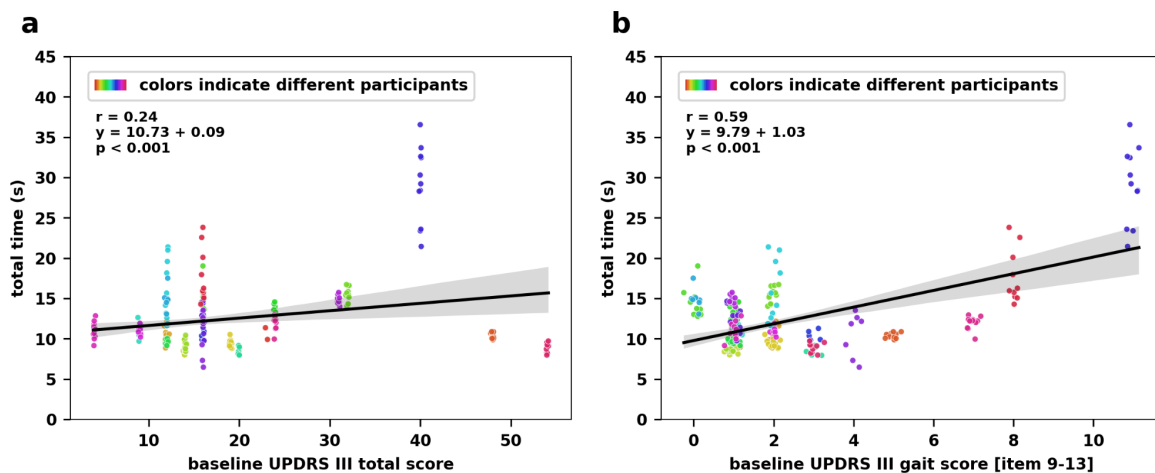 a
45
40
35
30
25
20
15
10
5
0
total time (s)
colors indicate different participants
r = 0.24
y = 10.73 + 0.09
p < 0.001
10 20 30 40 50
baseline UPDRS III total score
b
45
40
35
30
25
20
15
10
5
0
total time (s)
colors indicate different participants
r = 0.59
y = 9.79 + 1.03
p < 0.001
0 2 4 6 8 10
baseline UPDRS III gait score [item 9-13]